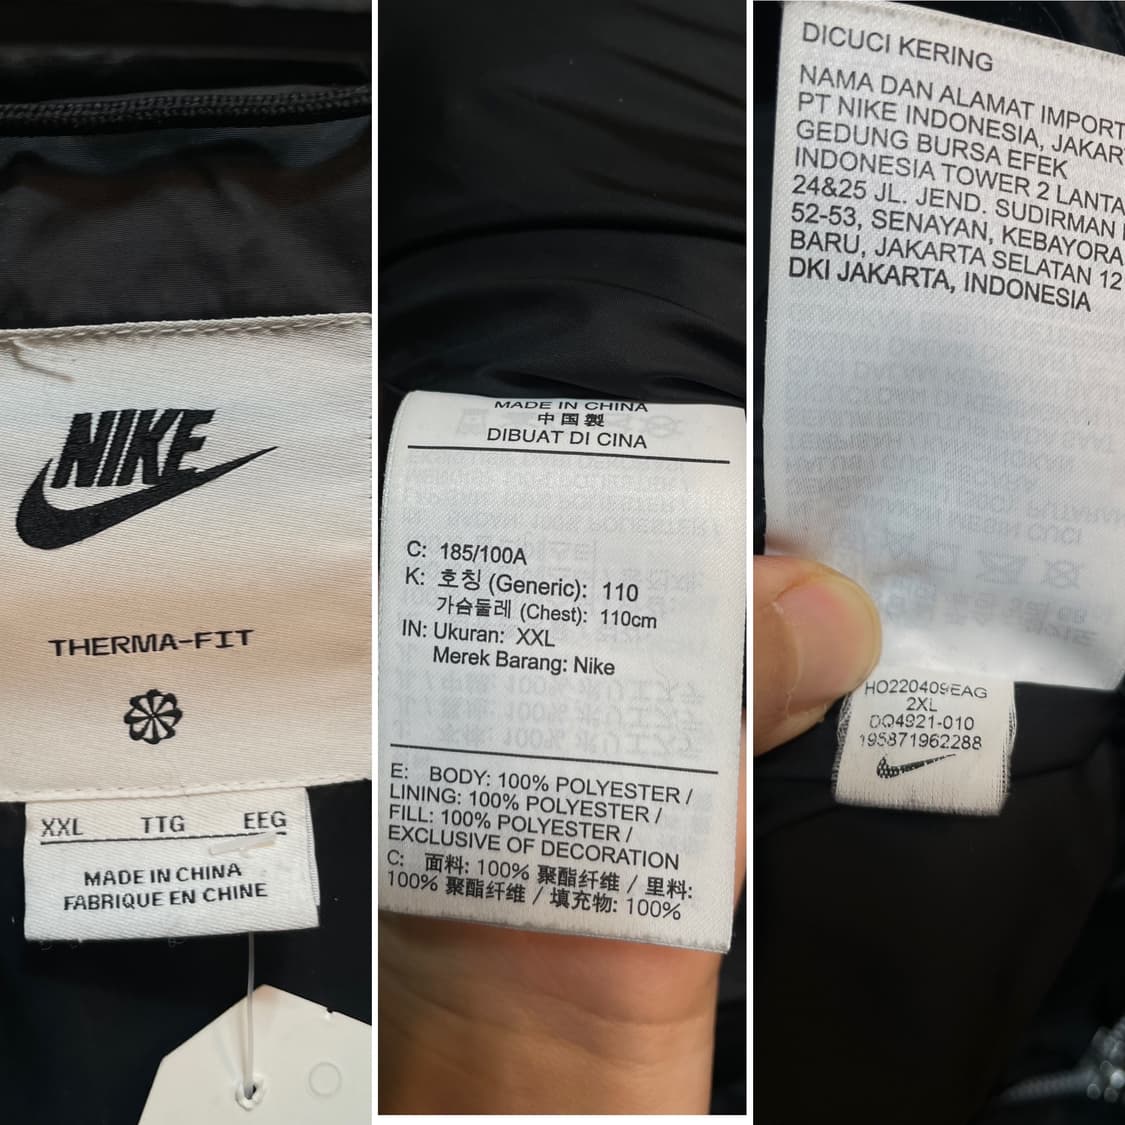 NIKE
THERMA-FIT
XXL TTG EEG
MADE IN CHINA
FABRIQUE EN CHINE
MADE IN CHINA
中国製
DIBUAT DI CINA
C: 185/100A
K: 호칭 (Generic): 110
가슴둘레 (Chest): 110cm
IN: Ukuran: XXL
Merek Barang: Nike
E: BODY: 100% POLYESTER /
LINING: 100% POLYESTER /
FILL: 100% POLYESTER /
EXCLUSIVE OF DECORATION
C: 面料: 100% 聚酯纤维 / 里料:
100% 聚酯纤维 / 填充物: 100%
DICUCI KERING
NAMA DAN ALAMAT IMPORT
PT NIKE INDONESIA, JAKAR
GEDUNG BURSA EFEK
INDONESIA TOWER 2 LANTA
24&25 JL. JEND. SUDIRMAN
52-53, SENAYAN, KEBAYORA
BARU, JAKARTA SELATAN 12
DKI JAKARTA, INDONESIA
HO220409EAG
2XL
DQ4921-010
195871962288